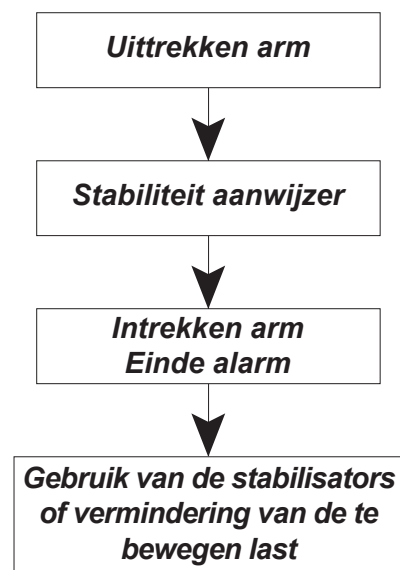 Uittrekken arm
Stabiliteit aanwijzer
Intrekken arm
Einde alarm
Gebruik van de stabilisators
of vermindering van de te
bewegen last